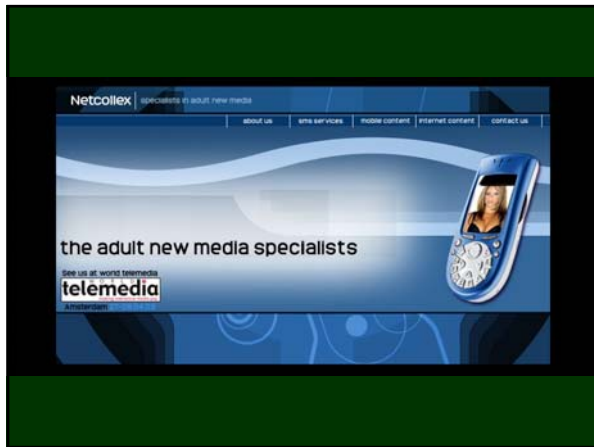 Netcollex specialists in adult new media
about us sms services mobile content internet content contact us
the adult new media specialists
See us at world telemedia
WORLD
telemedia
Amsterdam